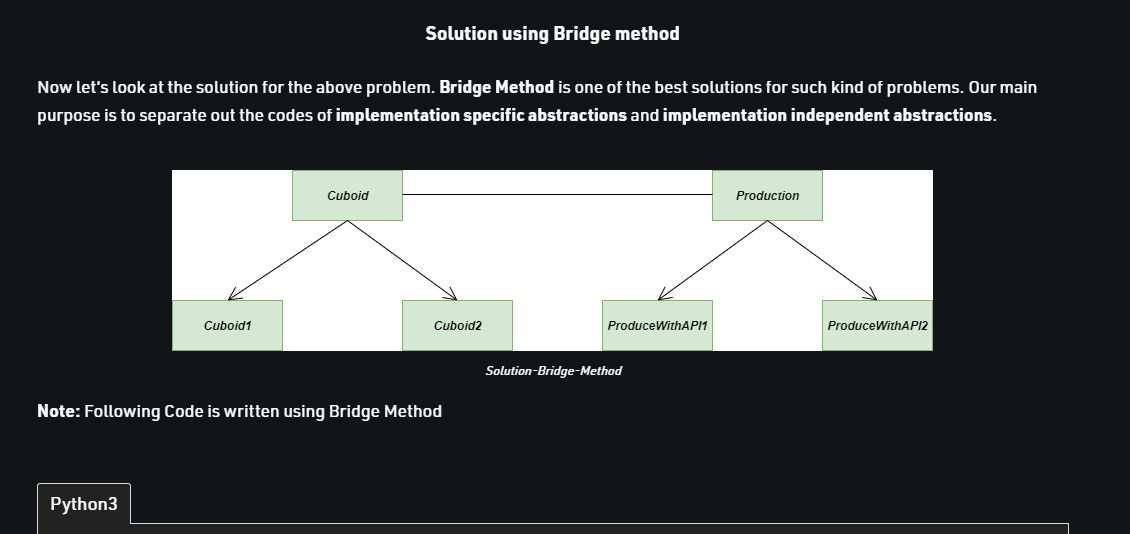 Solution using Bridge method
Now let's look at the solution for the above problem. Bridge Method is one of the best solutions for such kind of problems. Our main
purpose is to separate out the codes of implementation specific abstractions and implementation independent abstractions.
Cuboid
Production
Cuboid1
Cuboid2
ProduceWithAPI1
ProduceWithAPI2
Solution-Bridge-Method
Note: Following Code is written using Bridge Method
Python3